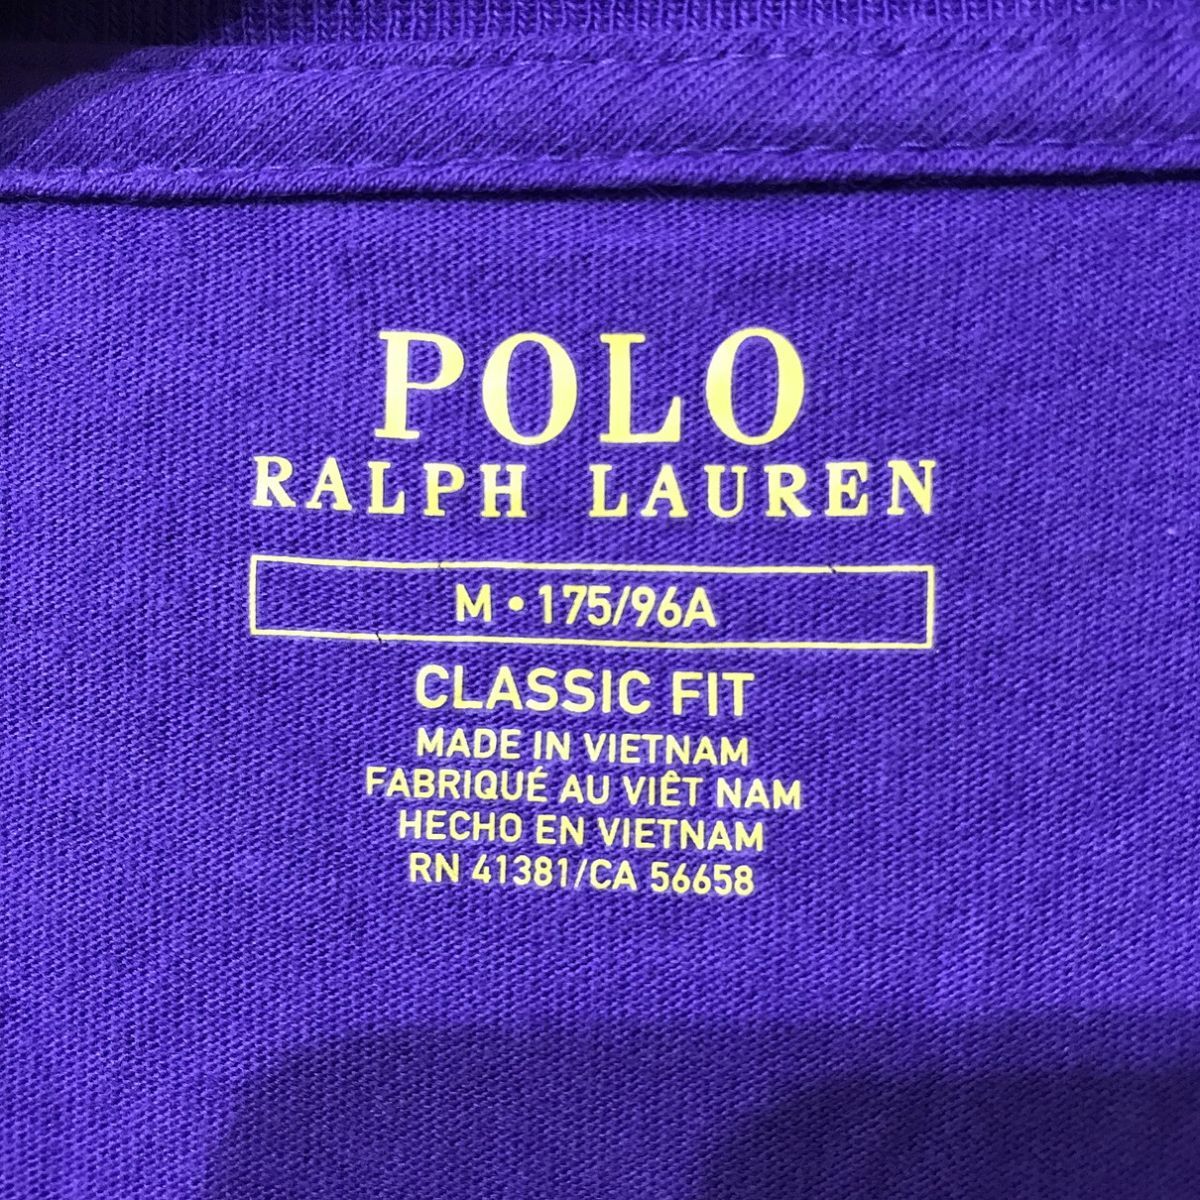 POLO
RALPH LAUREN
M • 175/96A
CLASSIC FIT
MADE IN VIETNAM
FABRIQUÉ AU VIÊT NAM
HECHO EN VIETNAM
RN 41381/CA 56658